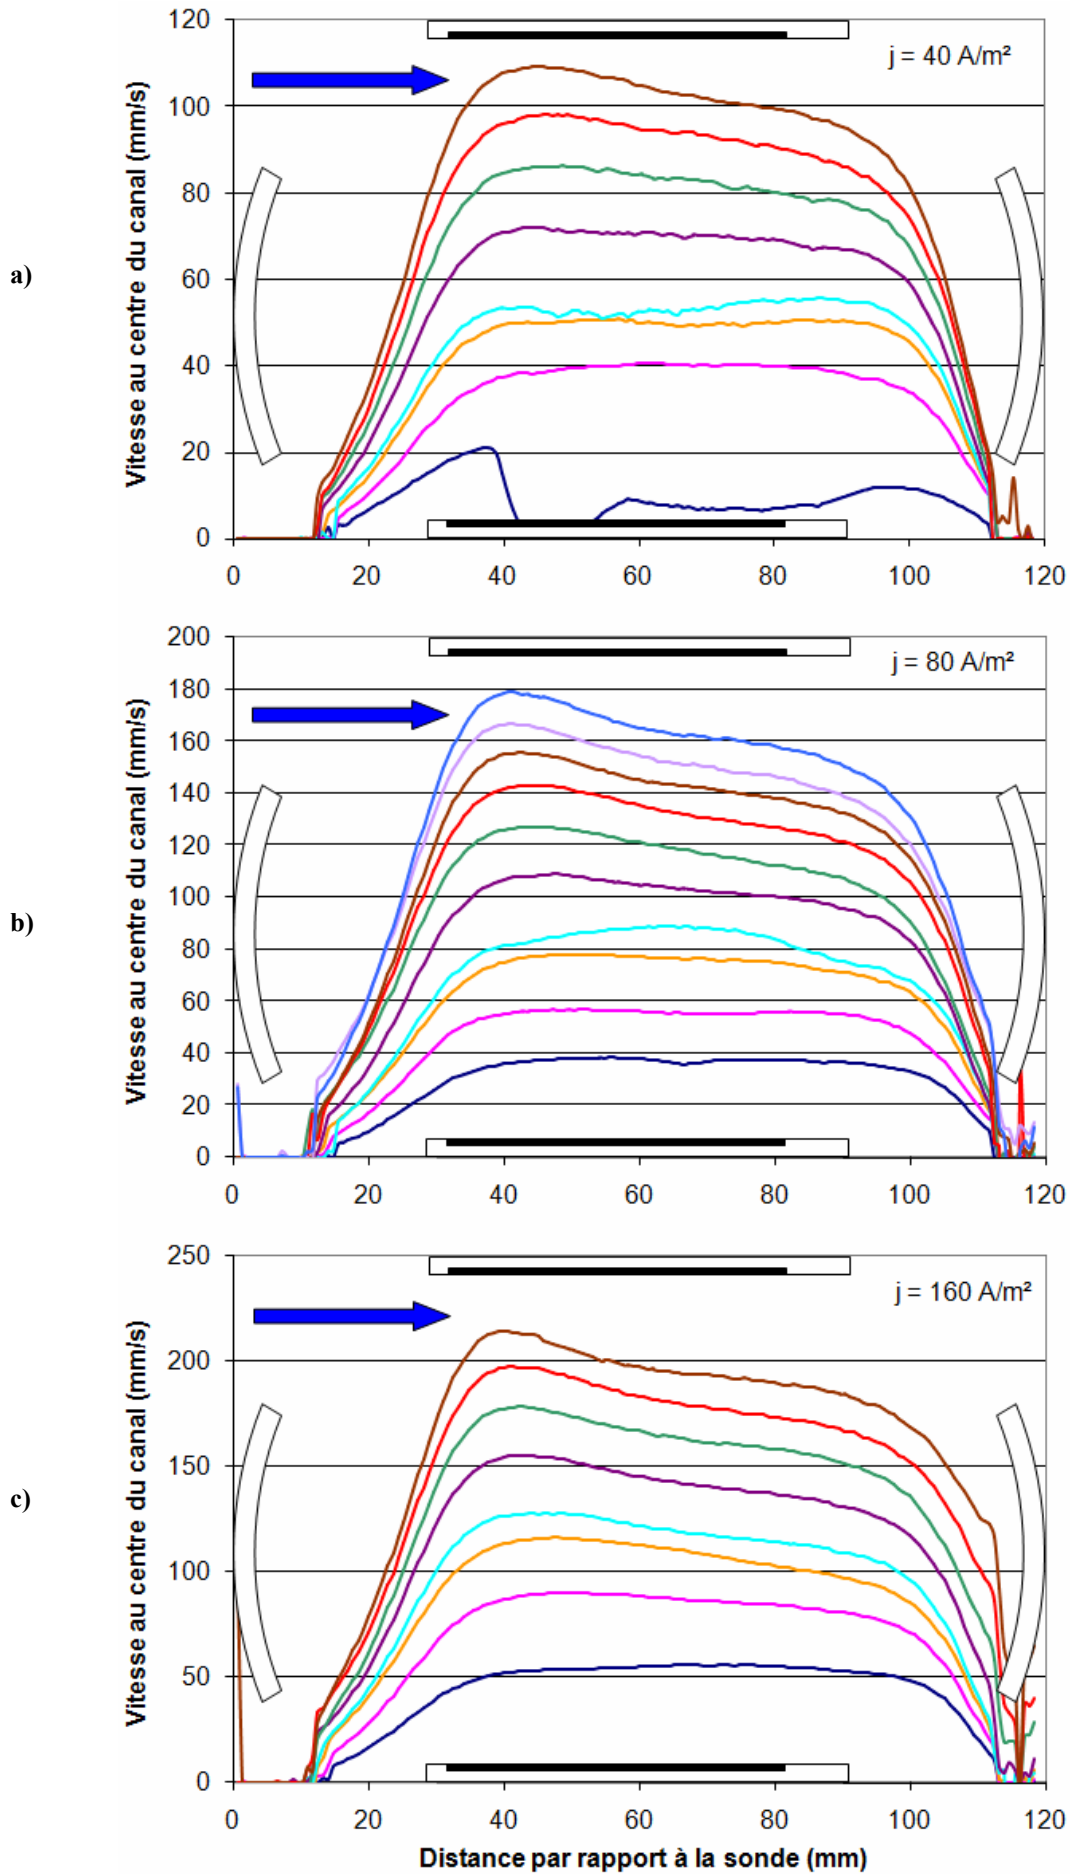 120
j = 40 A/m²
100
80
60
40
20
0
Vitesse au centre du canal (mm/s)
a)
0 20 40 60 80 100 120
200
j = 80 A/m²
180
160
140
120
100
80
60
40
20
0
Vitesse au centre du canal (mm/s)
b)
0 20 40 60 80 100 120
250
j = 160 A/m²
200
150
100
50
0
Vitesse au centre du canal (mm/s)
c)
0 20 40 60 80 100 120
Distance par rapport à la sonde (mm)